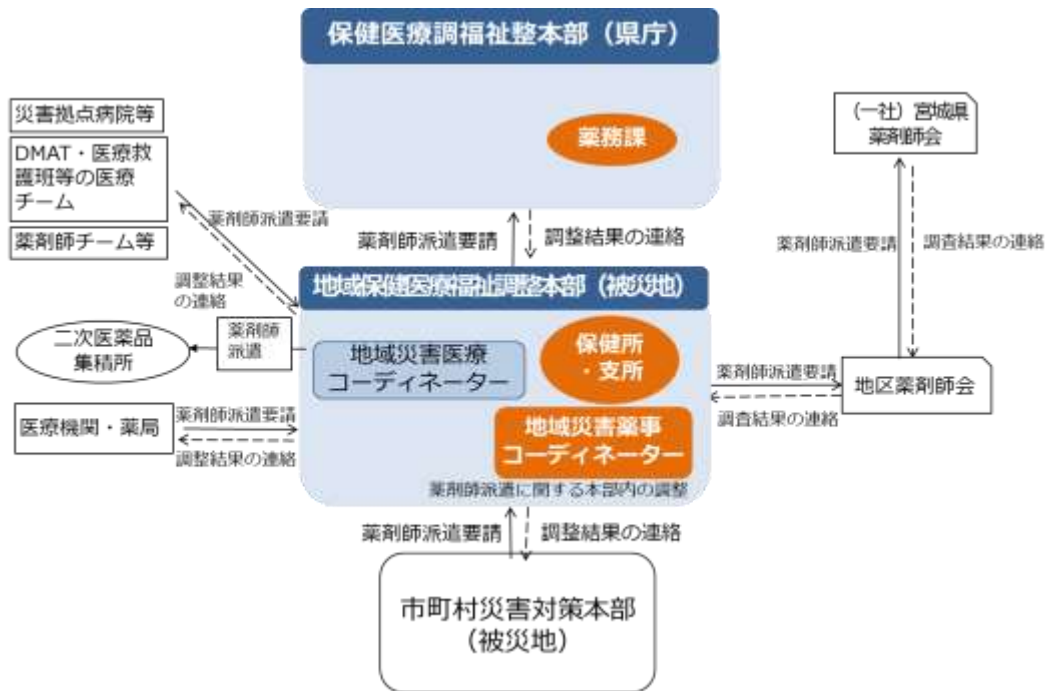 保健医療調福祉整本部（県庁）
薬務課
災害拠点病院等
DMAT・医療救
護班等の医療
チーム
薬剤師チーム等
薬剤師派遣要請
調整結果
の連絡
（一社）宮城県
薬剤師会
薬剤師派遣要請
調査結果の連絡
薬剤師派遣要請
調整結果の連絡
地域保健医療福祉調整本部（被災地）
地域災害医療
コーディネーター
保健所
・支所
地域災害薬事
コーディネーター
薬剤師派遣に関する本部内の調整
二次医薬品
集積所
薬剤師
派遣
医療機関・薬局
薬剤師派遣要請
調整結果の連絡
薬剤師派遣要請
調査結果の連絡
地区薬剤師会
薬剤師派遣要請
調整結果の連絡
市町村災害対策本部
（被災地）